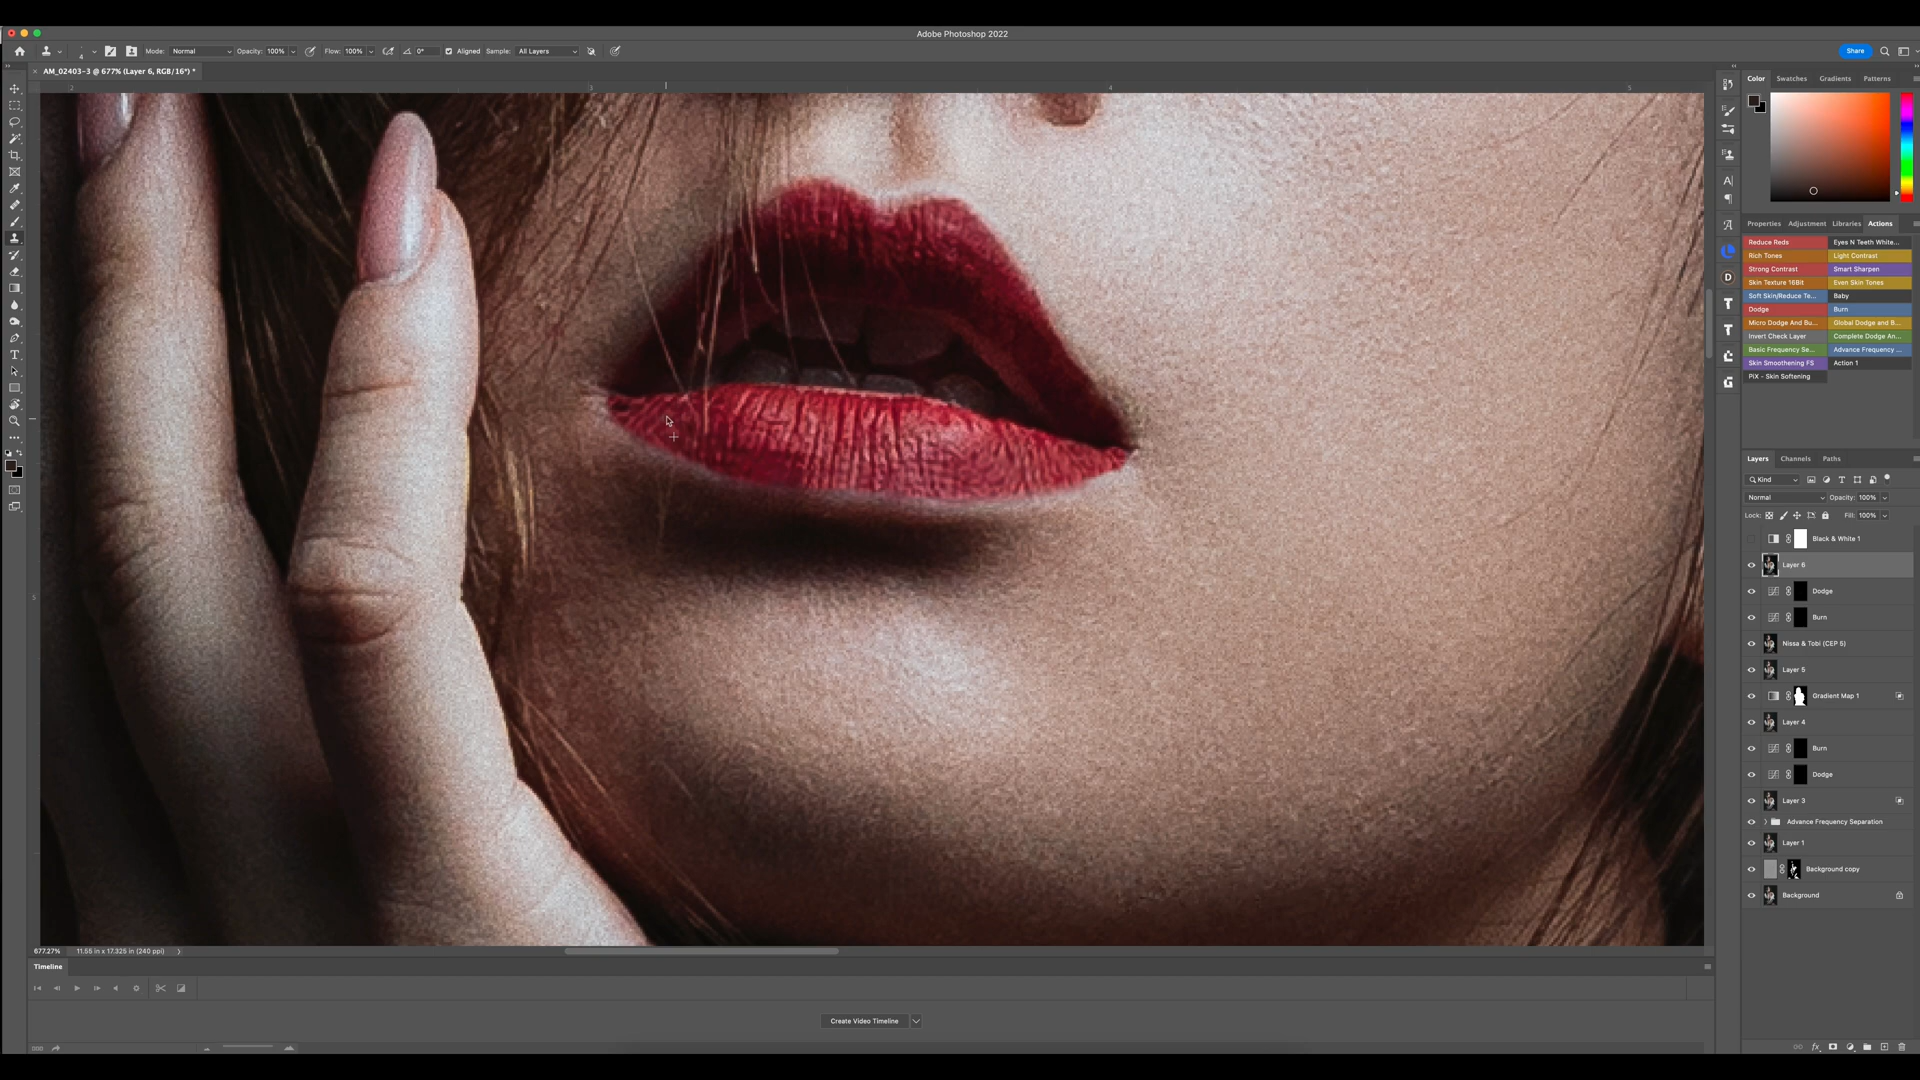 Adobe Photoshop 2022
4
Mode: Normal
Opacity: 100%
Flow: 100%
0°
Aligned
Sample: All Layers
Share
AM_02403-3 @ 677% (Layer 6, RGB/16*) *
2
3
4
5
5
Color
Swatches
Gradients
Patterns
Properties
Adjustment
Libraries
Actions
Reduce Reds
Eyes N Teeth White...
Rich Tones
Light Contrast
Strong Contrast
Smart Sharpen
Skin Texture 16Bit
Even Skin Tones
Soft Skin/Reduce Te...
Baby
Dodge
Burn
Micro Dodge And Bu...
Global Dodge and B...
Invert Check Layer
Complete Dodge An...
Basic Frequency Se...
Advance Frequency ...
Skin Smoothening FS
Action 1
PiX - Skin Softening
Layers
Channels
Paths
Kind
Normal
Opacity: 100%
Lock:
Fill: 100%
Black & White 1
Layer 6
Dodge
Burn
Nissa & Tobi (CEP 5)
Layer 5
Gradient Map 1
Layer 4
Burn
Dodge
Layer 3
Advance Frequency Separation
Layer 1
Background copy
Background
677.27%
11.55 in x 17.325 in (240 ppi)
Timeline
Create Video Timeline